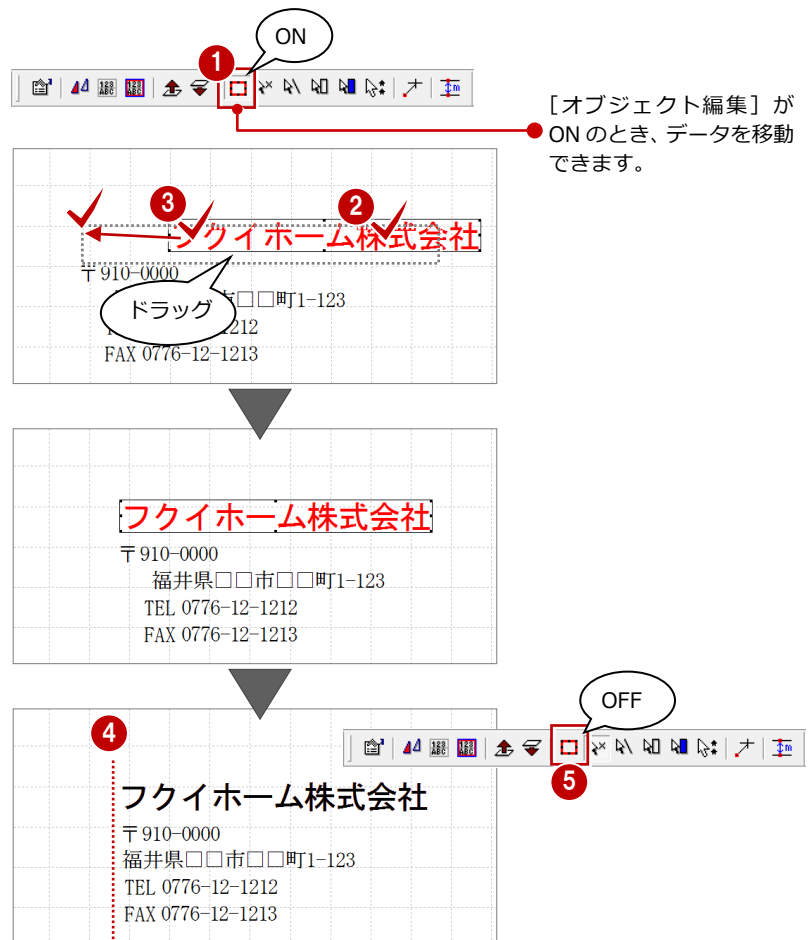 ON
1
[オブジェクト編集]が
ONのとき、データを移動
できます。
3
2
フクイホーム株式会社
〒910-0000
市□□町1-123
ドラッグ
1212
FAX 0776-12-1213
フクイホーム株式会社
〒910-0000
福井県□□市□□町1-123
TEL 0776-12-1212
FAX 0776-12-1213
OFF
4
5
フクイホーム株式会社
〒910-0000
福井県□□市□□町1-123
TEL 0776-12-1212
FAX 0776-12-1213